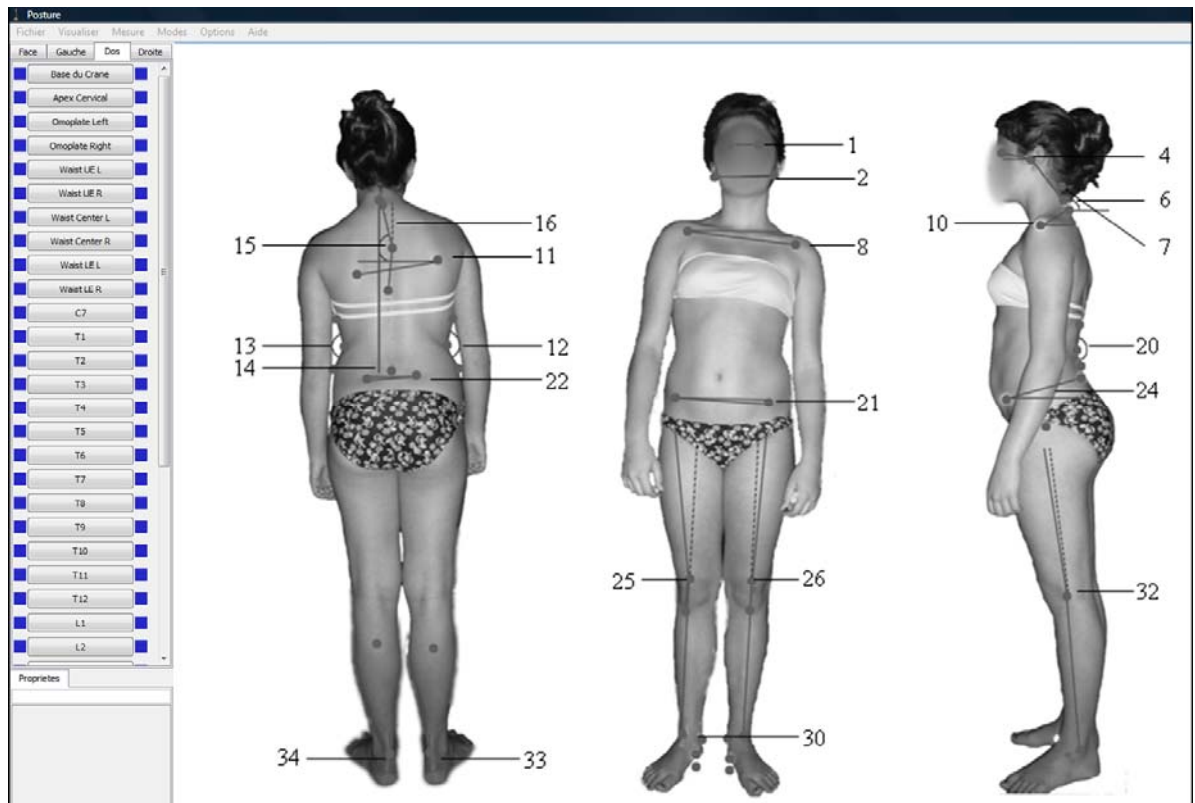 Posture
Fichier Visualiser Mesure Modes Options Aide
Face Gauche Dos Droite
Base du Crane
Apex Cervical
Omoplate Left
Omoplate Right
Waist UE L
Waist UE R
Waist Center L
Waist Center R
Waist LE L
Waist LE R
C7
T1
T2
T3
T4
T5
T6
T7
T8
T9
T10
T11
T12
L1
L2
Proprietes
16
15
11
13
12
14
22
34
33
1
2
8
21
25
26
30
4
6
10
7
20
24
32